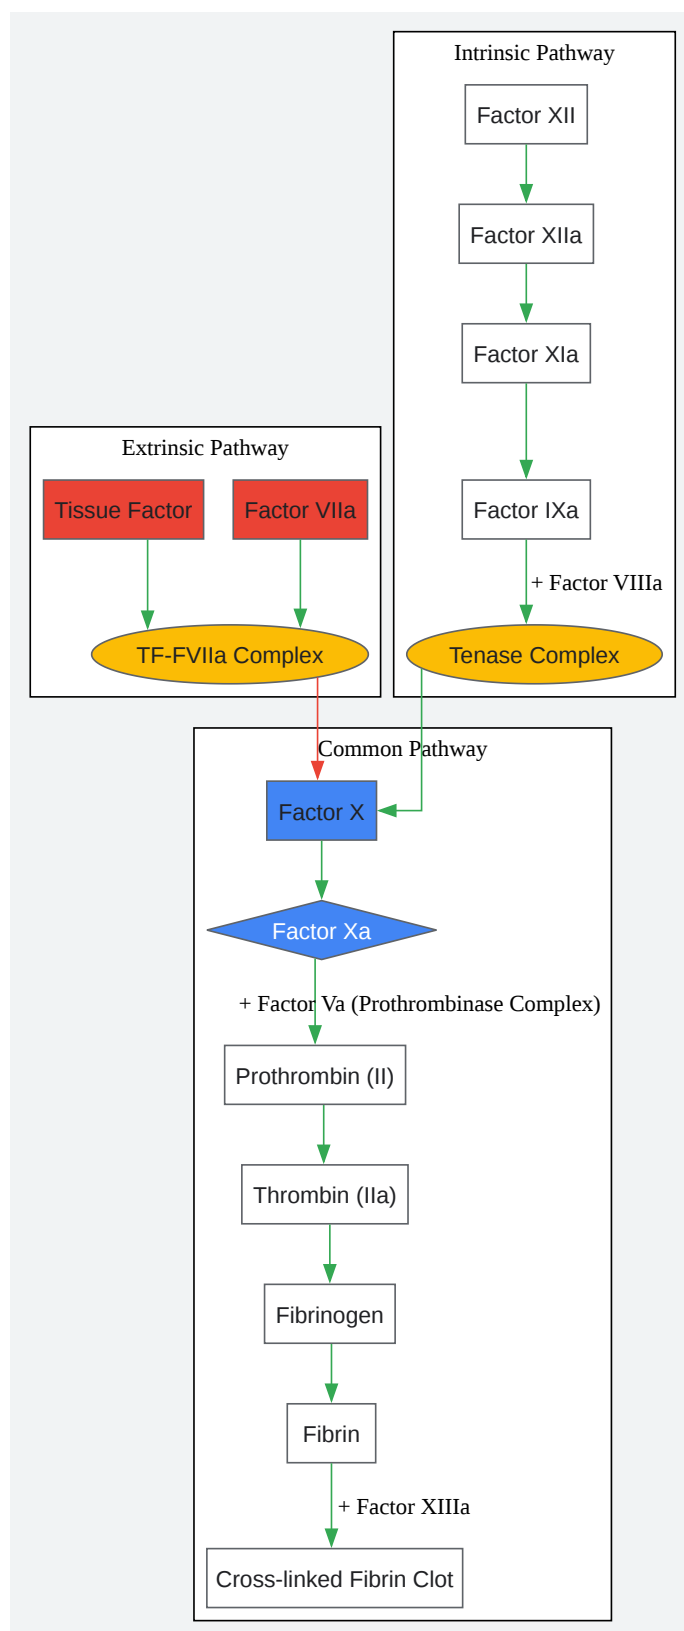 Intrinsic Pathway
Factor XII
Factor XIIa
Factor XIa
Factor IXa
+ Factor VIIIa
Tenase Complex
Extrinsic Pathway
Tissue Factor
Factor VIIa
TF-FVIIa Complex
Common Pathway
Factor X
Factor Xa
+ Factor Va (Prothrombinase Complex)
Prothrombin (II)
Thrombin (IIa)
Fibrinogen
Fibrin
+ Factor XIIIa
Cross-linked Fibrin Clot